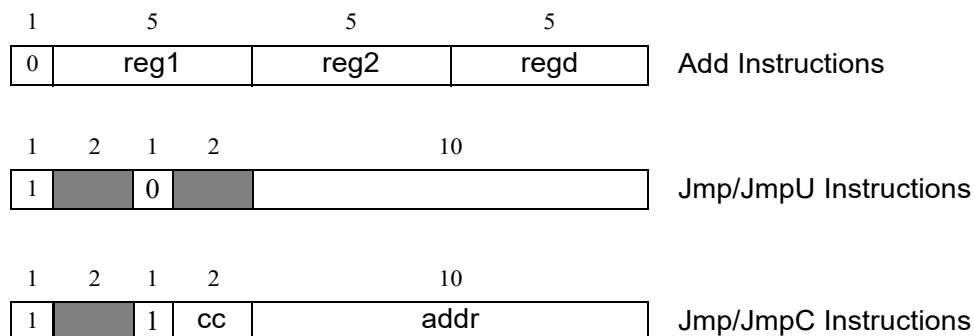 1 5 5 5
0 reg1 reg2 regd Add Instructions
1 2 1 2 10
1 0 Jmp/JmpU Instructions
1 2 1 2 10
1 1 cc addr Jmp/JmpC Instructions